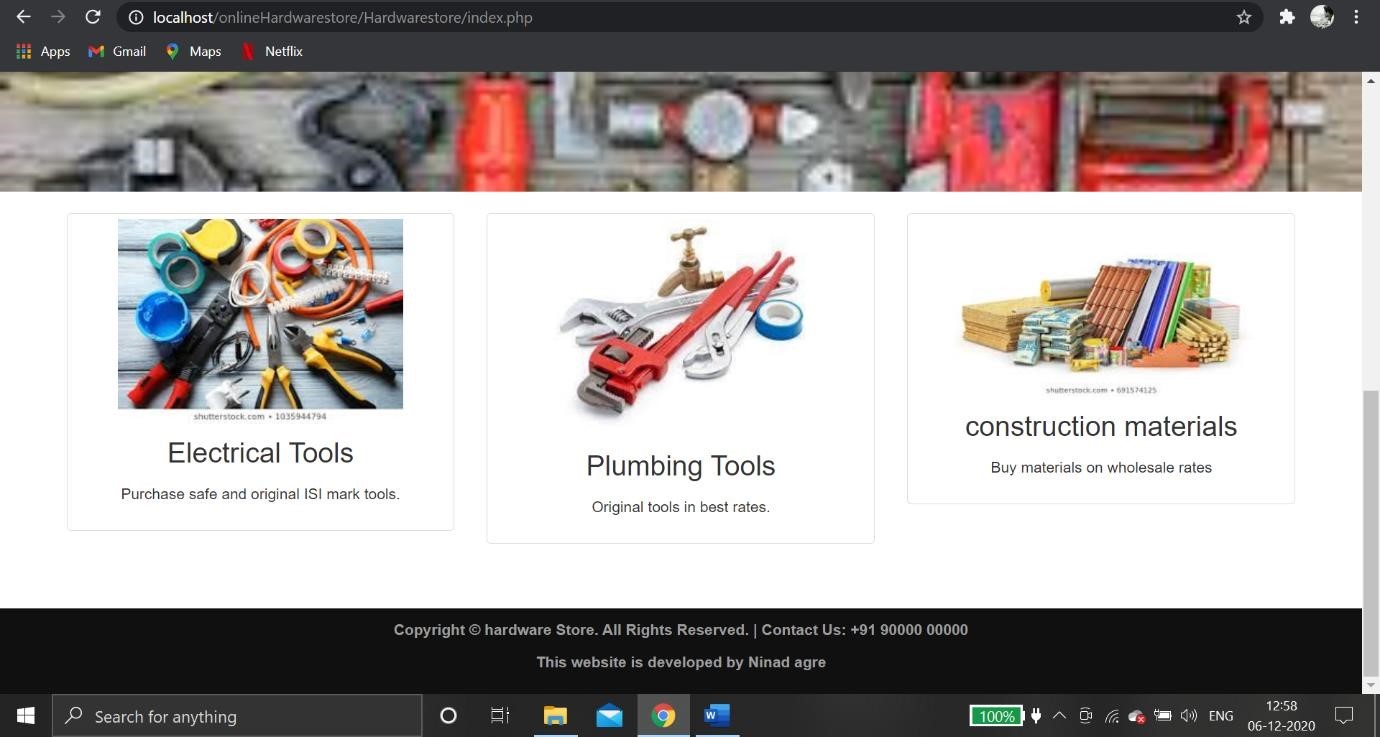 localhost/onlineHardwarestore/Hardwarestore/index.php
Apps Gmail Maps Netflix
shutterstock.com • 1035944794
Electrical Tools
Purchase safe and original ISI mark tools.
Plumbing Tools
Original tools in best rates.
shutterstock.com • 691574125
construction materials
Buy materials on wholesale rates
Copyright © hardware Store. All Rights Reserved. | Contact Us: +91 90000 00000
This website is developed by Ninad agre
Search for anything
W
100%
ENG
12:58
06-12-2020